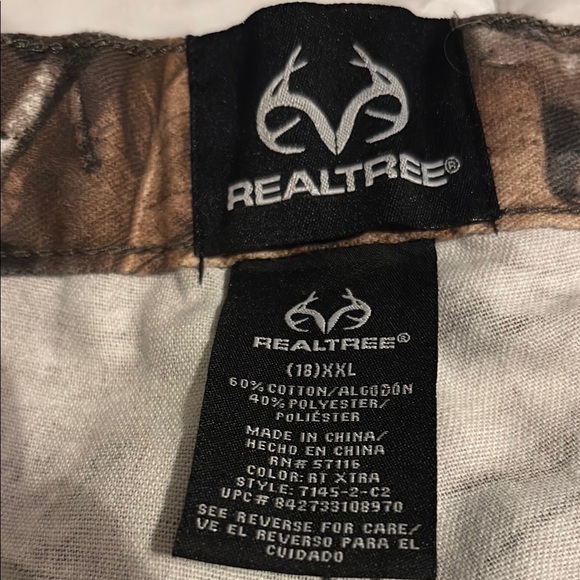 REALTREE®
REALTREE®
(18)XXL
60% COTTON/ALGODÓN
40% POLYESTER/
POLIÉSTER
MADE IN CHINA/
HECHO EN CHINA
RN# 57116
COLOR: RT XTRA
STYLE: 7145-2-C2
UPC# 842733108970
SEE REVERSE FOR CARE/
VE EL REVERSO PARA EL
CUIDADO